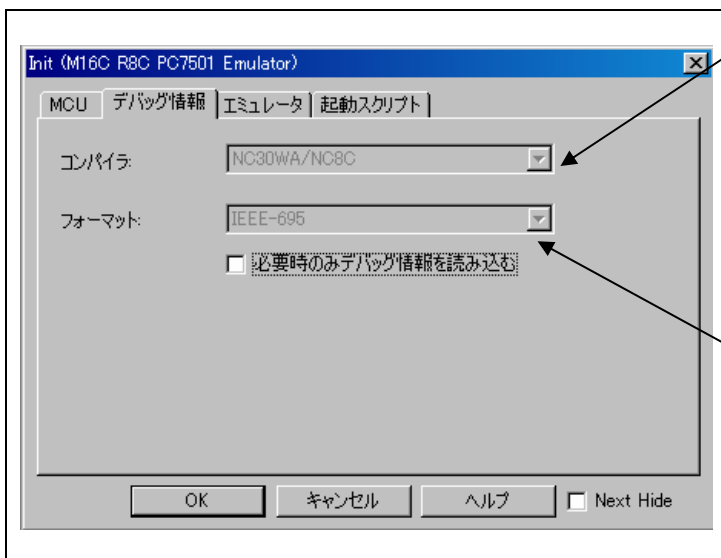 Init (M16C R8C PC7501 Emulator)
MCU デバッグ情報 エミュレータ 起動スクリプト
コンパイラ: NC30WA/NC8C
フォーマット: IEEE-695
必要時のみデバッグ情報を読み込む
OK キャンセル ヘルプ Next Hide